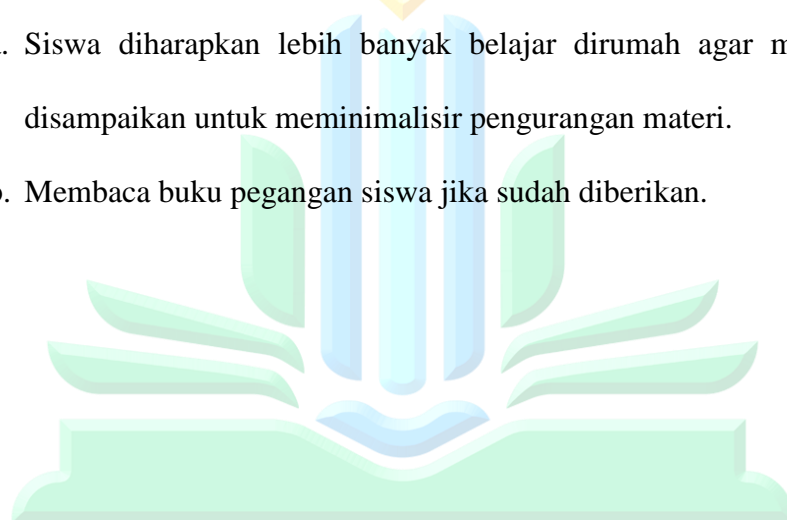 . Siswa diharapkan lebih banyak belajar dirumah agar
disampaikan untuk meminimalisir pengurangan materi.
. Membaca buku pegangan siswa jika sudah diberikan.